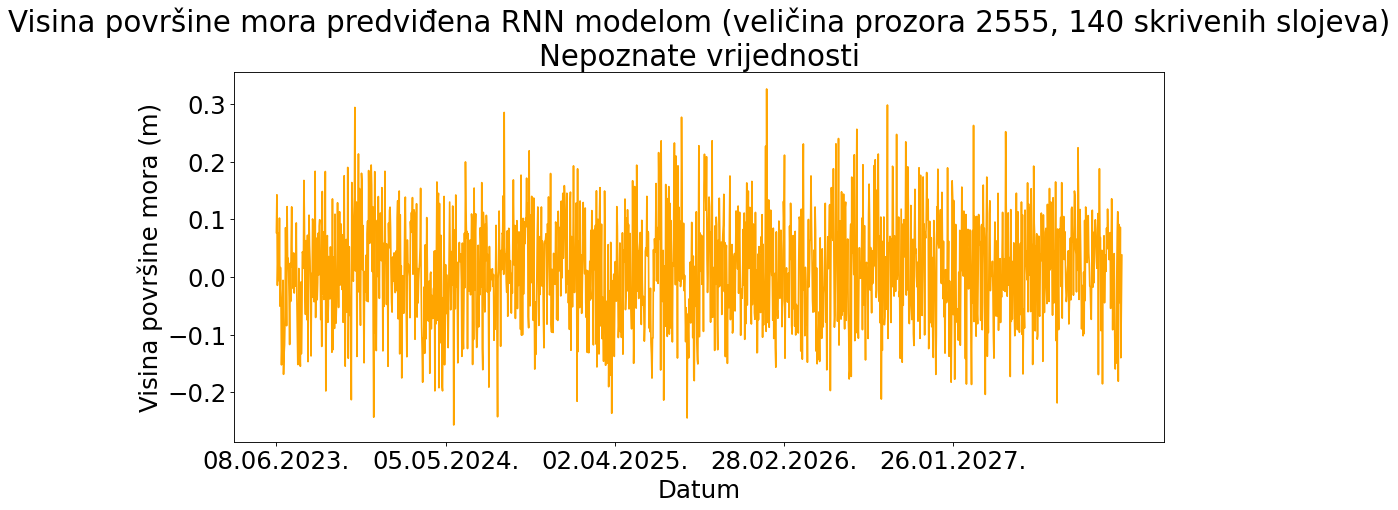 Visina površine mora predviđena RNN modelom (veličina prozora 2555, 140 skrivenih slojeva)
Nepoznate vrijednosti
Visina površine mora (m)
0.3
0.2
0.1
0.0
−0.1
−0.2
08.06.2023. 05.05.2024. 02.04.2025. 28.02.2026. 26.01.2027.
Datum